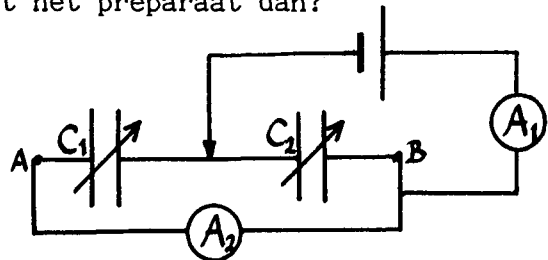 t het preparaat dan?
A₁
C₁
C₂
A
B
A₂